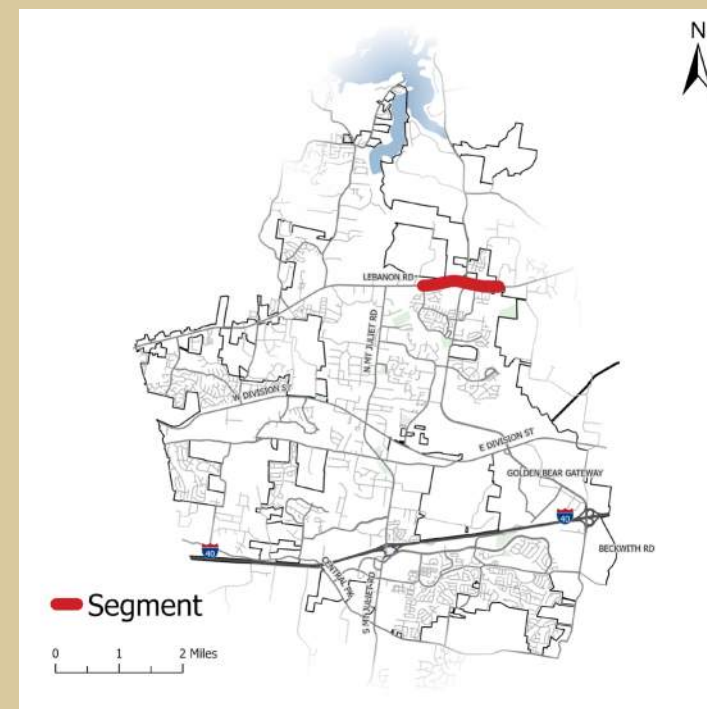 N
LEBANON RD
N MT JULIET RD
W DIVISION ST
E DIVISION ST
GOLDEN BEAR GATEWAY
40
BECKWITH RD
40
CENTRAL PIK
S MT JULIET RD
Segment
0 1 2 Miles